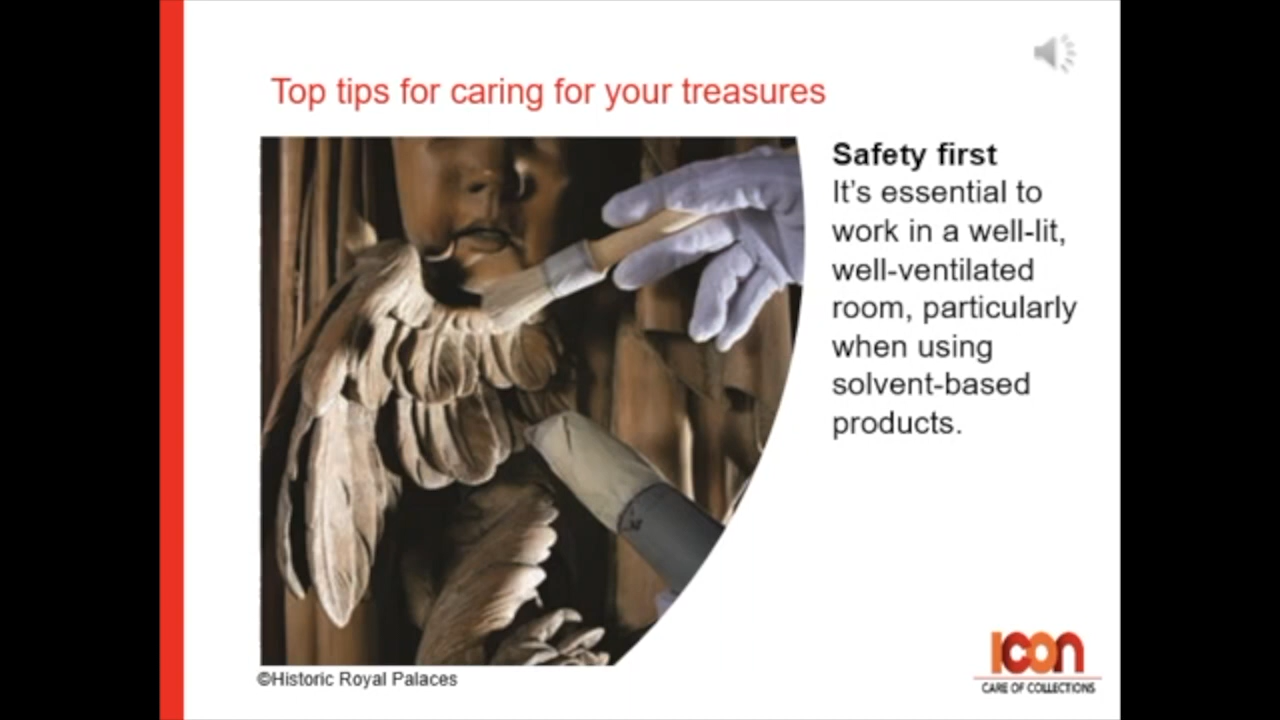 Top tips for caring for your treasures
Safety first
It's essential to
work in a well-lit,
well-ventilated
room, particularly
when using
solvent-based
products.
©Historic Royal Palaces
icon
CARE OF COLLECTIONS